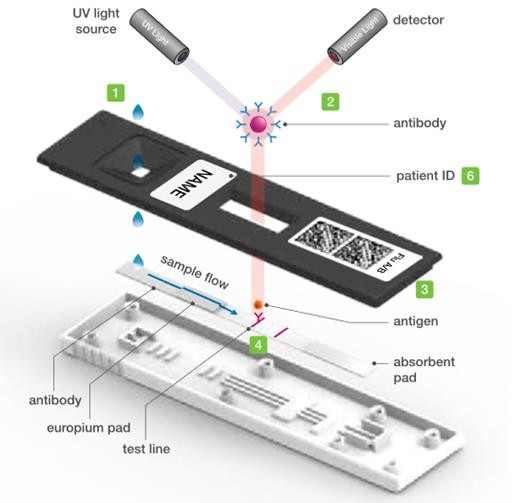 UV light
source
UV Light
Visible Light
detector
1
2
antibody
patient ID 6
NAME
Flu A/B
3
sample flow
antigen
4
absorbent
pad
antibody
europium pad
test line